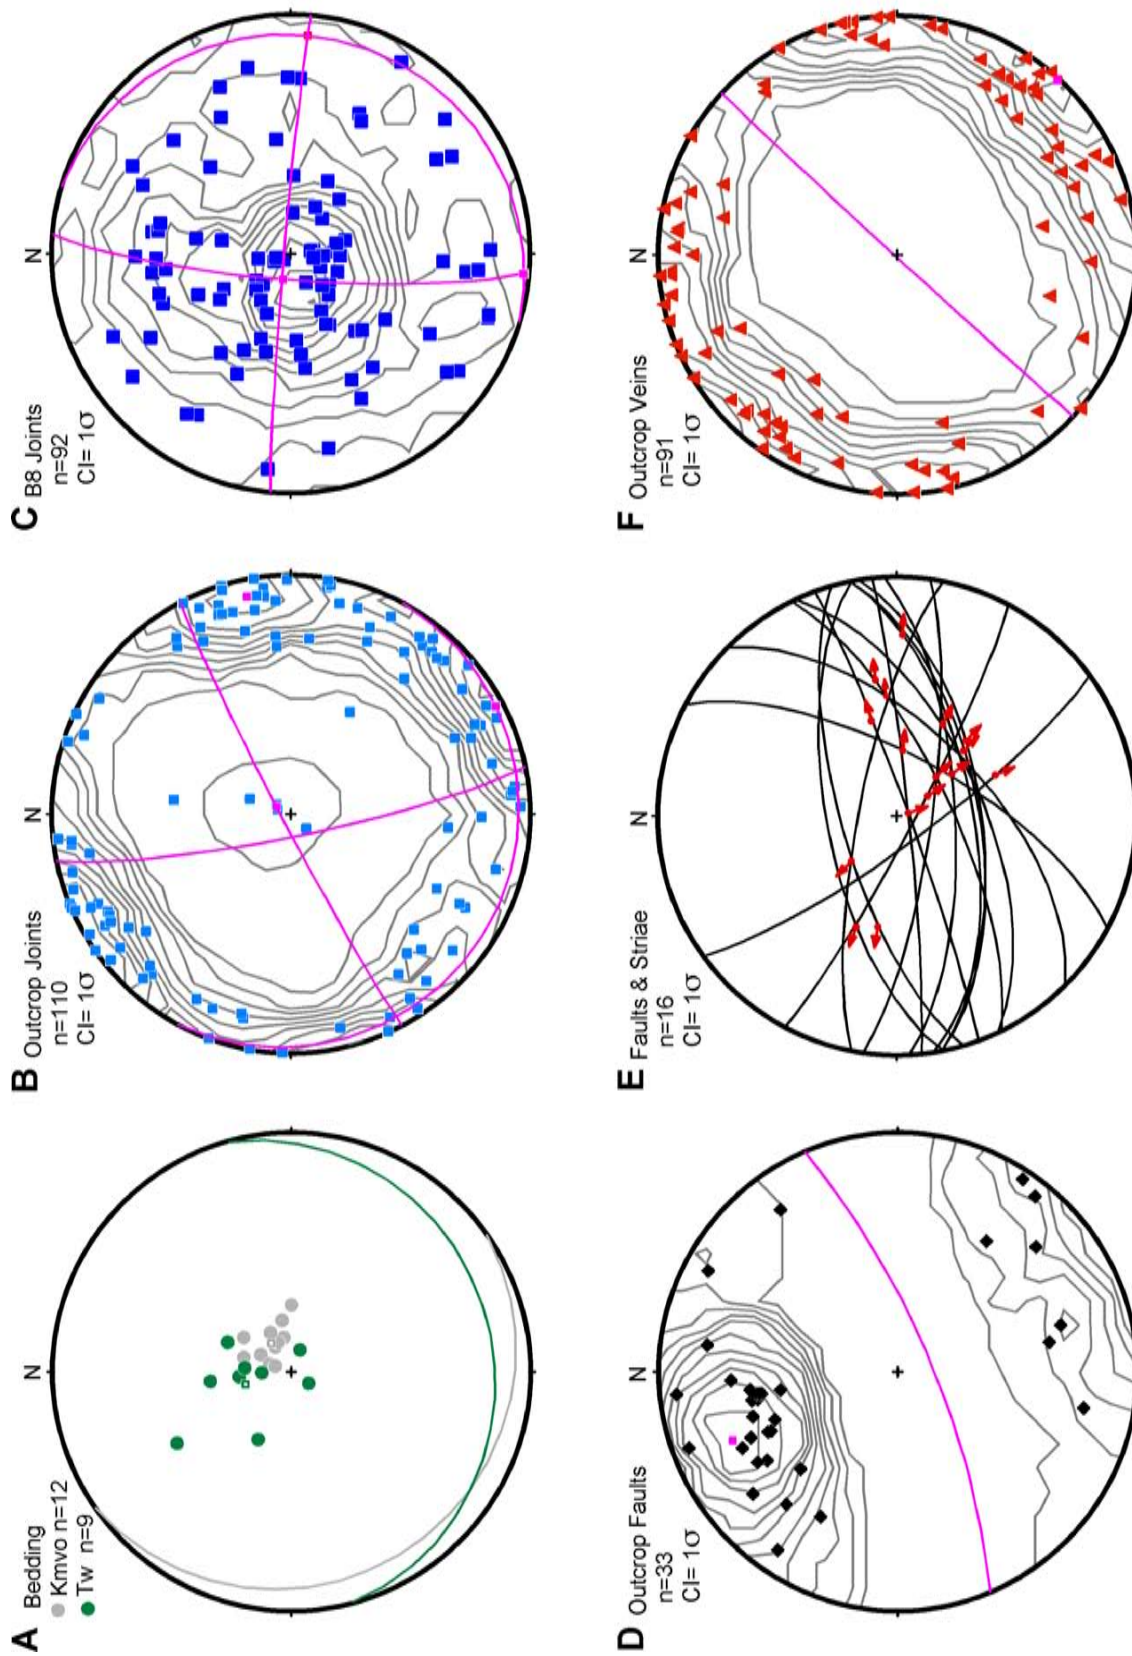 A Bedding
Kmvo n=12
Tw n=9
N
B Outcrop Joints
n=110
CI= 1σ
N
C B8 Joints
n=92
CI= 1σ
N
D Outcrop Faults
n=33
CI= 1σ
N
E Faults & Striae
n=16
CI= 1σ
N
F Outcrop Veins
n=91
CI= 1σ
N